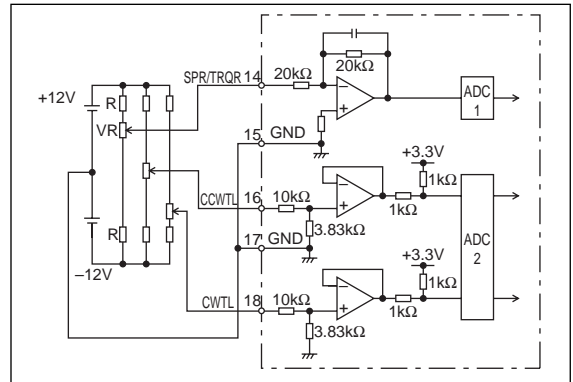 SPR/TRQR 14
20kΩ
20kΩ
ADC
1
+12V
R
VR
15 GND
CCWTL 16
10kΩ
3.83kΩ
+3.3V
1kΩ
1kΩ
17 GND
ADC
2
R
−12V
CWTL 18
10kΩ
3.83kΩ
+3.3V
1kΩ
1kΩ